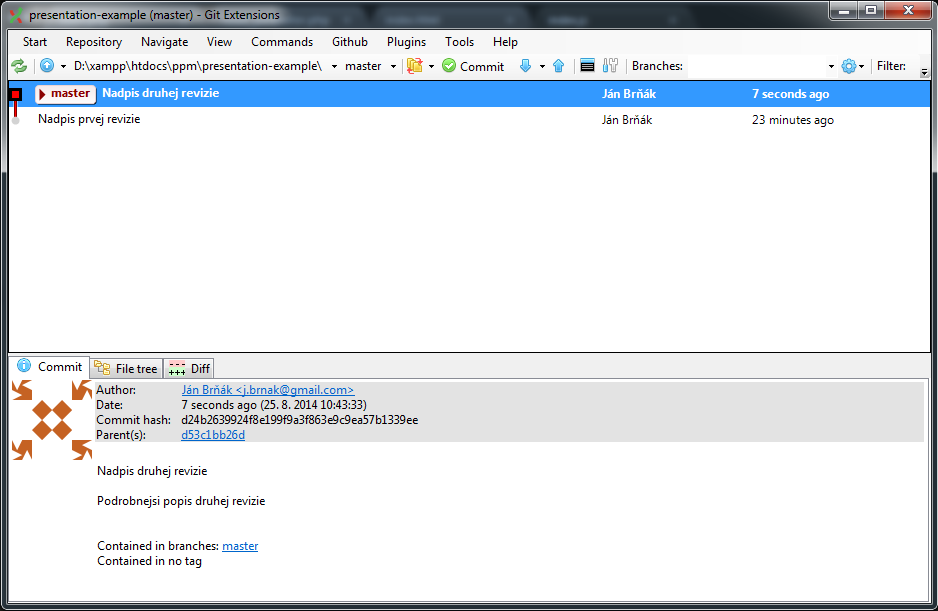 presentation-example (master) - Git Extensions
Start Repository Navigate View Commands Github Plugins Tools Help
D:\xampp\htdocs\ppm\presentation-example\ master Commit Branches: Filter:
master Nadpis druhej revizie Ján Brňák 7 seconds ago
Nadpis prvej revizie Ján Brňák 23 minutes ago
Commit File tree Diff
Author: Ján Brňák <j.brnak@gmail.com>
Date: 7 seconds ago (25. 8. 2014 10:43:33)
Commit hash: d24b2639924f8e199f9a3f863e9c9ea57b1339ee
Parent(s): d53c1bb26d
Nadpis druhej revizie
Podrobnejsi popis druhej revizie
Contained in branches: master
Contained in no tag